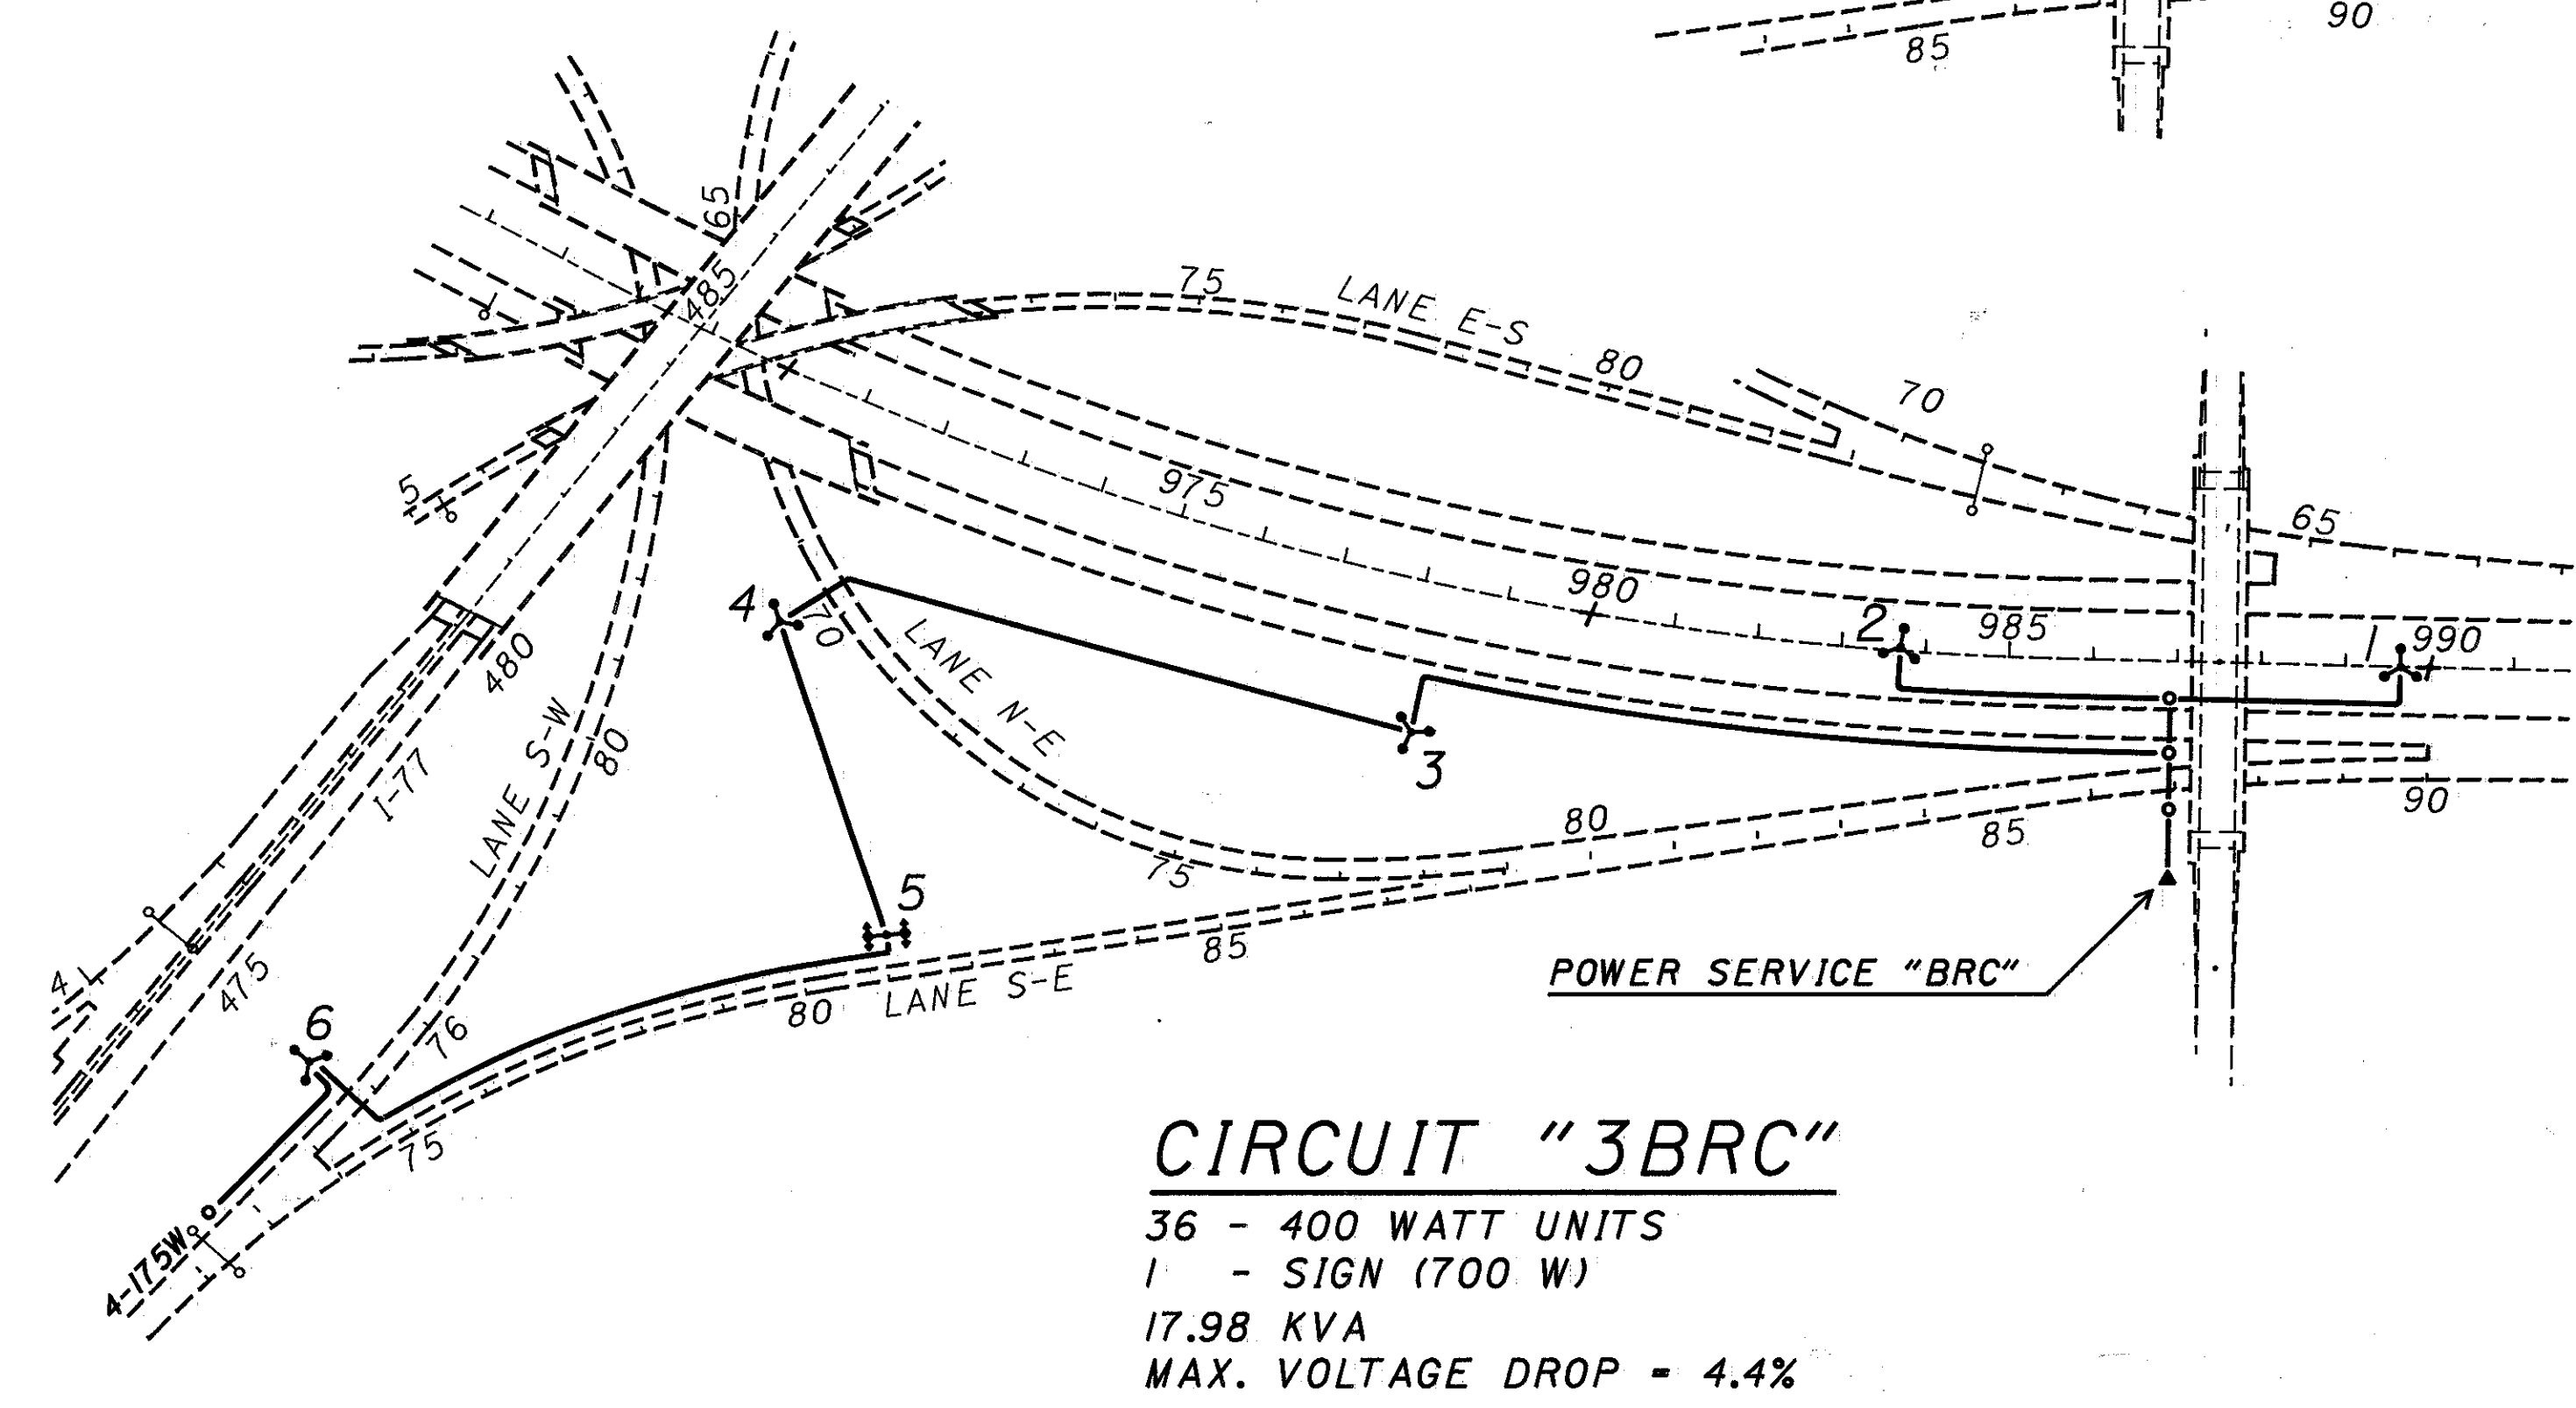 90
85
65
485
75
LANE E-S
80
70
5
975
65
980
4
70
2
985
1
990
480
LANE N-E
LANE S-W
80
I-77
3
80
85
90
75
5
85
POWER SERVICE "BRC"
4
475
80
LANE S-E
6
76
75
CIRCUIT "3BRC"
36 - 400 WATT UNITS
1 - SIGN (700 W)
17.98 KVA
MAX. VOLTAGE DROP = 4.4%
4-175W